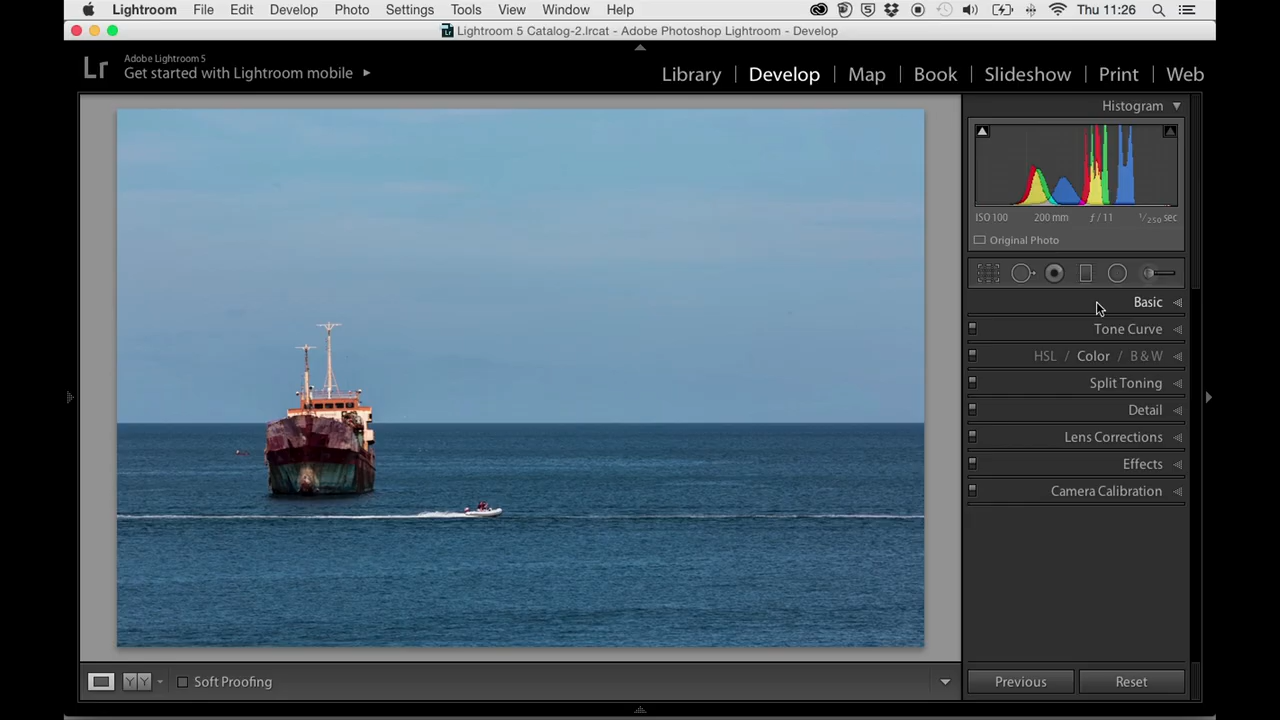 Lightroom File Edit Develop Photo Settings Tools View Window Help Thu 11:26
Lightroom 5 Catalog-2.lrcat - Adobe Photoshop Lightroom - Develop
Lr
Adobe Lightroom 5
Get started with Lightroom mobile
Library | Develop | Map | Book | Slideshow | Print | Web
Histogram
ISO 100 200 mm ƒ / 11 1/250 sec
Original Photo
Basic
Tone Curve
HSL / Color / B & W
Split Toning
Detail
Lens Corrections
Effects
Camera Calibration
Y Y
Soft Proofing
Previous
Reset